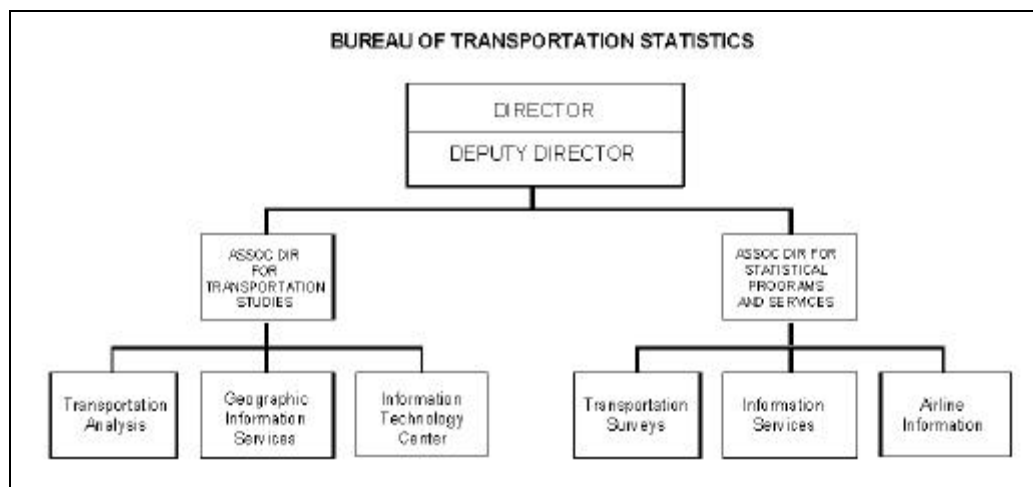 BUREAU OF TRANSPORTATION STATISTICS
DIRECTOR
DEPUTY DIRECTOR
ASSOC DIR
FOR
TRANSPORTATION
STUDIES
ASSOC DIR FOR
STATISTICAL
PROGRAMS
AND SERVICES
Transportation
Analysis
Geographic
Information
Services
Information
Technology
Center
Transportation
Surveys
Information
Services
Airline
Information